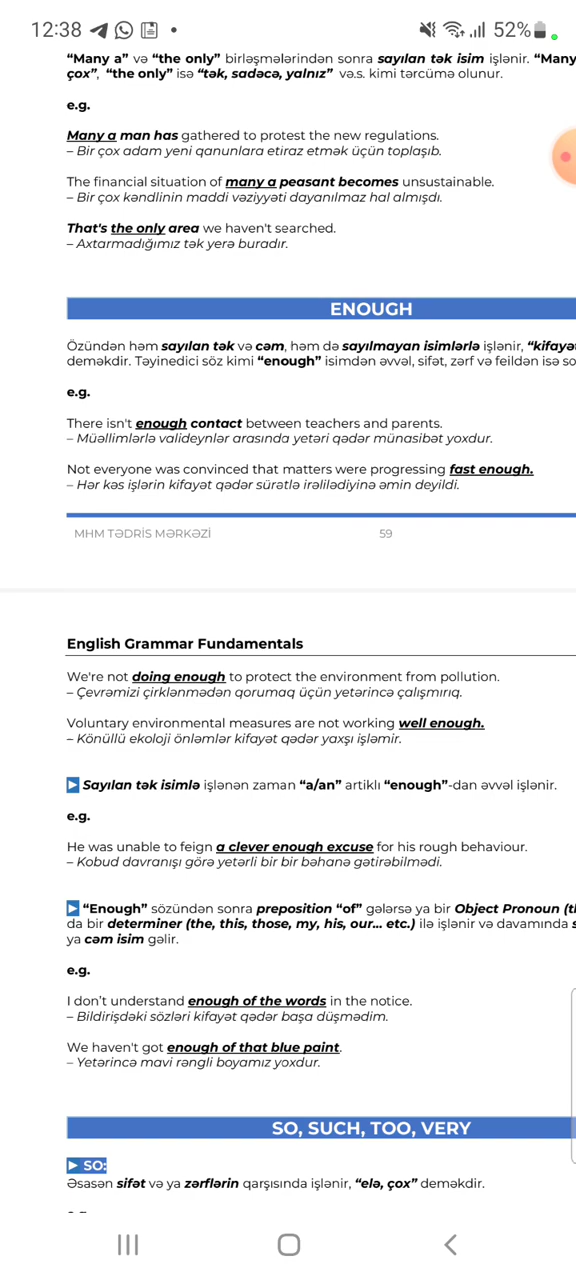 12:38
52%
“Many a” və “the only” birləşmələrindən sonra sayılan tək isim işlənir. “Many
çox”, “the only” isə “tək, sadəcə, yalnız” və.s. kimi tərcümə olunur.
e.g.
Many a man has gathered to protest the new regulations.
– Bir çox adam yeni qanunlara etiraz etmək üçün toplaşıb.
The financial situation of many a peasant becomes unsustainable.
– Bir çox kəndlinin maddi vəziyyəti dayanılmaz hal almışdı.
That's the only area we haven't searched.
– Axtarmadığımız tək yerə buradır.
ENOUGH
Özündən həm sayılan tək və cəm, həm də sayılmayan isimlərlə işlənir, “kifayə
deməkdir. Təyinedici söz kimi “enough” isimdən əvvəl, sifət, zərf və feildən isə so
e.g.
There isn't enough contact between teachers and parents.
– Müəllimlərlə valideynlər arasında yetəri qədər münasibət yoxdur.
Not everyone was convinced that matters were progressing fast enough.
– Hər kəs işlərin kifayət qədər sürətlə irəlilədiyinə əmin deyildi.
MHM TƏDRİS MƏRKƏZİ 59
English Grammar Fundamentals
We're not doing enough to protect the environment from pollution.
– Çevrəmizi çirklənmədən qorumaq üçün yetərincə çalışmırıq.
Voluntary environmental measures are not working well enough.
– Könüllü ekoloji önləmlər kifayət qədər yaxşı işləmir.
Sayılan tək isimlə işlənən zaman “a/an” artiklı “enough”-dan əvvəl işlənir.
e.g.
He was unable to feign a clever enough excuse for his rough behaviour.
– Kobud davranışı görə yetərli bir bir bəhanə gətirəbilmədi.
“Enough” sözündən sonra preposition “of” gələrsə ya bir Object Pronoun (t
da bir determiner (the, this, those, my, his, our... etc.) ilə işlənir və davamında s
ya cəm isim gəlir.
e.g.
I don’t understand enough of the words in the notice.
– Bildirişdəki sözləri kifayət qədər başa düşmədim.
We haven't got enough of that blue paint.
– Yetərincə mavi rəngli boyamız yoxdur.
SO, SUCH, TOO, VERY
SO:
Əsasən sifət və ya zərflərin qarşısında işlənir, “elə, çox” deməkdir.